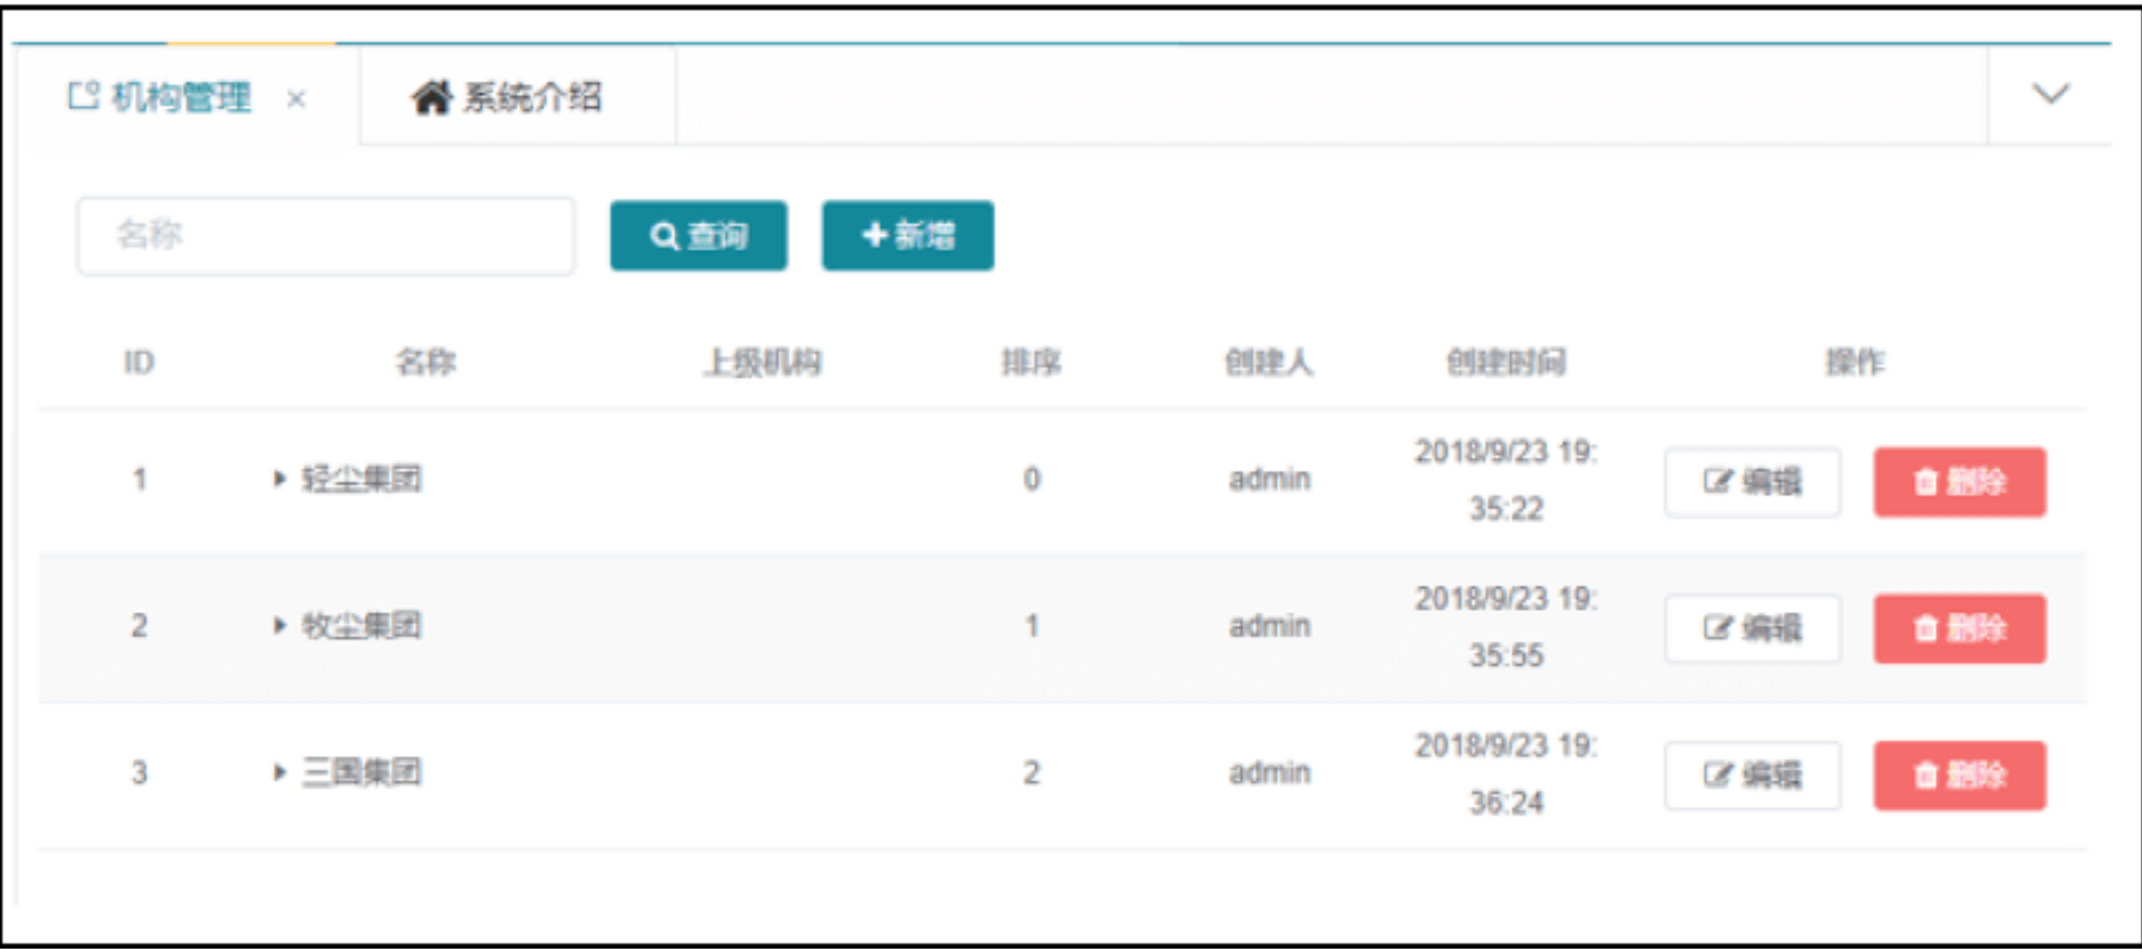 机构管理 × 系统介绍
名称 查询 +新增
ID 名称 上级机构 排序 创建人 创建时间 操作
1 轻尘集团 0 admin 2018/9/23 19:35:22 编辑 删除
2 牧尘集团 1 admin 2018/9/23 19:35:55 编辑 删除
3 三国集团 2 admin 2018/9/23 19:36:24 编辑 删除